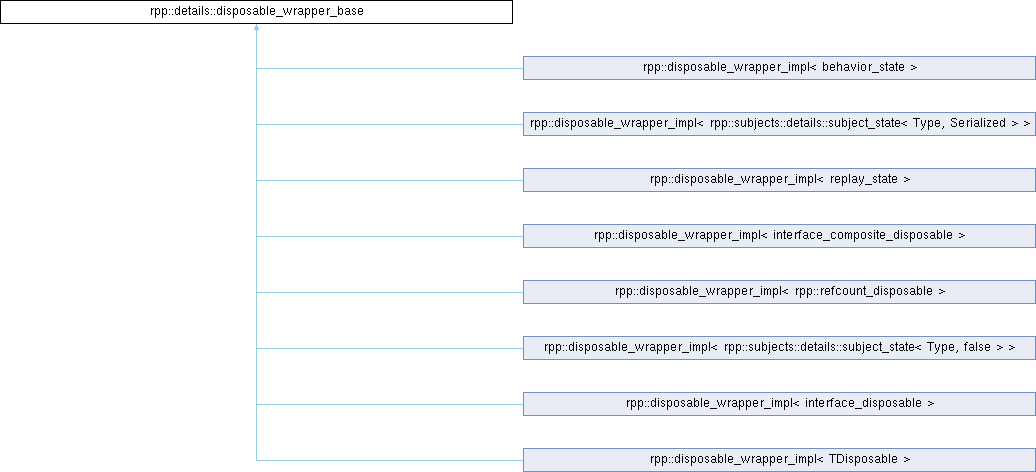 rpp::details::disposable_wrapper_base
rpp::disposable_wrapper_impl< behavior_state >
rpp::disposable_wrapper_impl< rpp::subjects::details::subject_state< Type, Serialized > >
rpp::disposable_wrapper_impl< replay_state >
rpp::disposable_wrapper_impl< interface_composite_disposable >
rpp::disposable_wrapper_impl< rpp::refcount_disposable >
rpp::disposable_wrapper_impl< rpp::subjects::details::subject_state< Type, false > >
rpp::disposable_wrapper_impl< interface_disposable >
rpp::disposable_wrapper_impl< TDisposable >